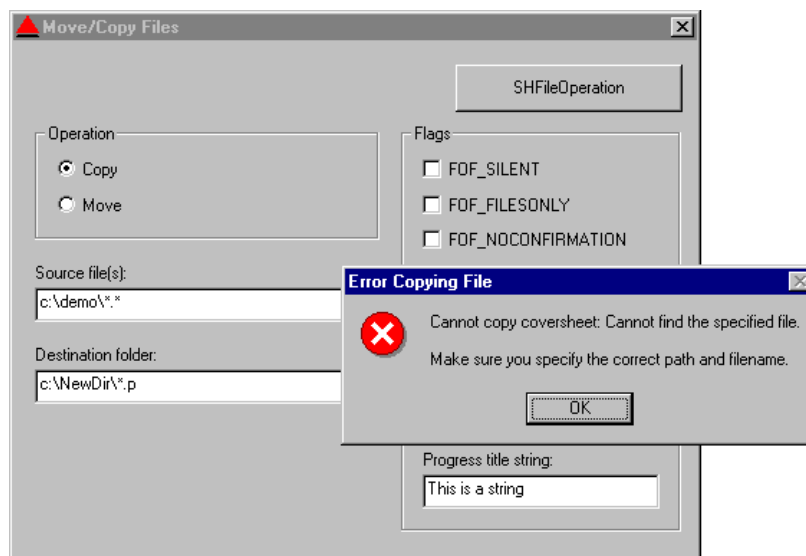 Move/Copy Files
SHFileOperation
Operation
Copy
Move
Flags
FOF_SILENT
FOF_FILESONLY
FOF_NOCONFIRMATION
Source file(s):
c:\demo\*.*
Destination folder:
c:\NewDir\*.p
Error Copying File
Cannot copy coversheet: Cannot find the specified file.
Make sure you specify the correct path and filename.
OK
Progress title string:
This is a string